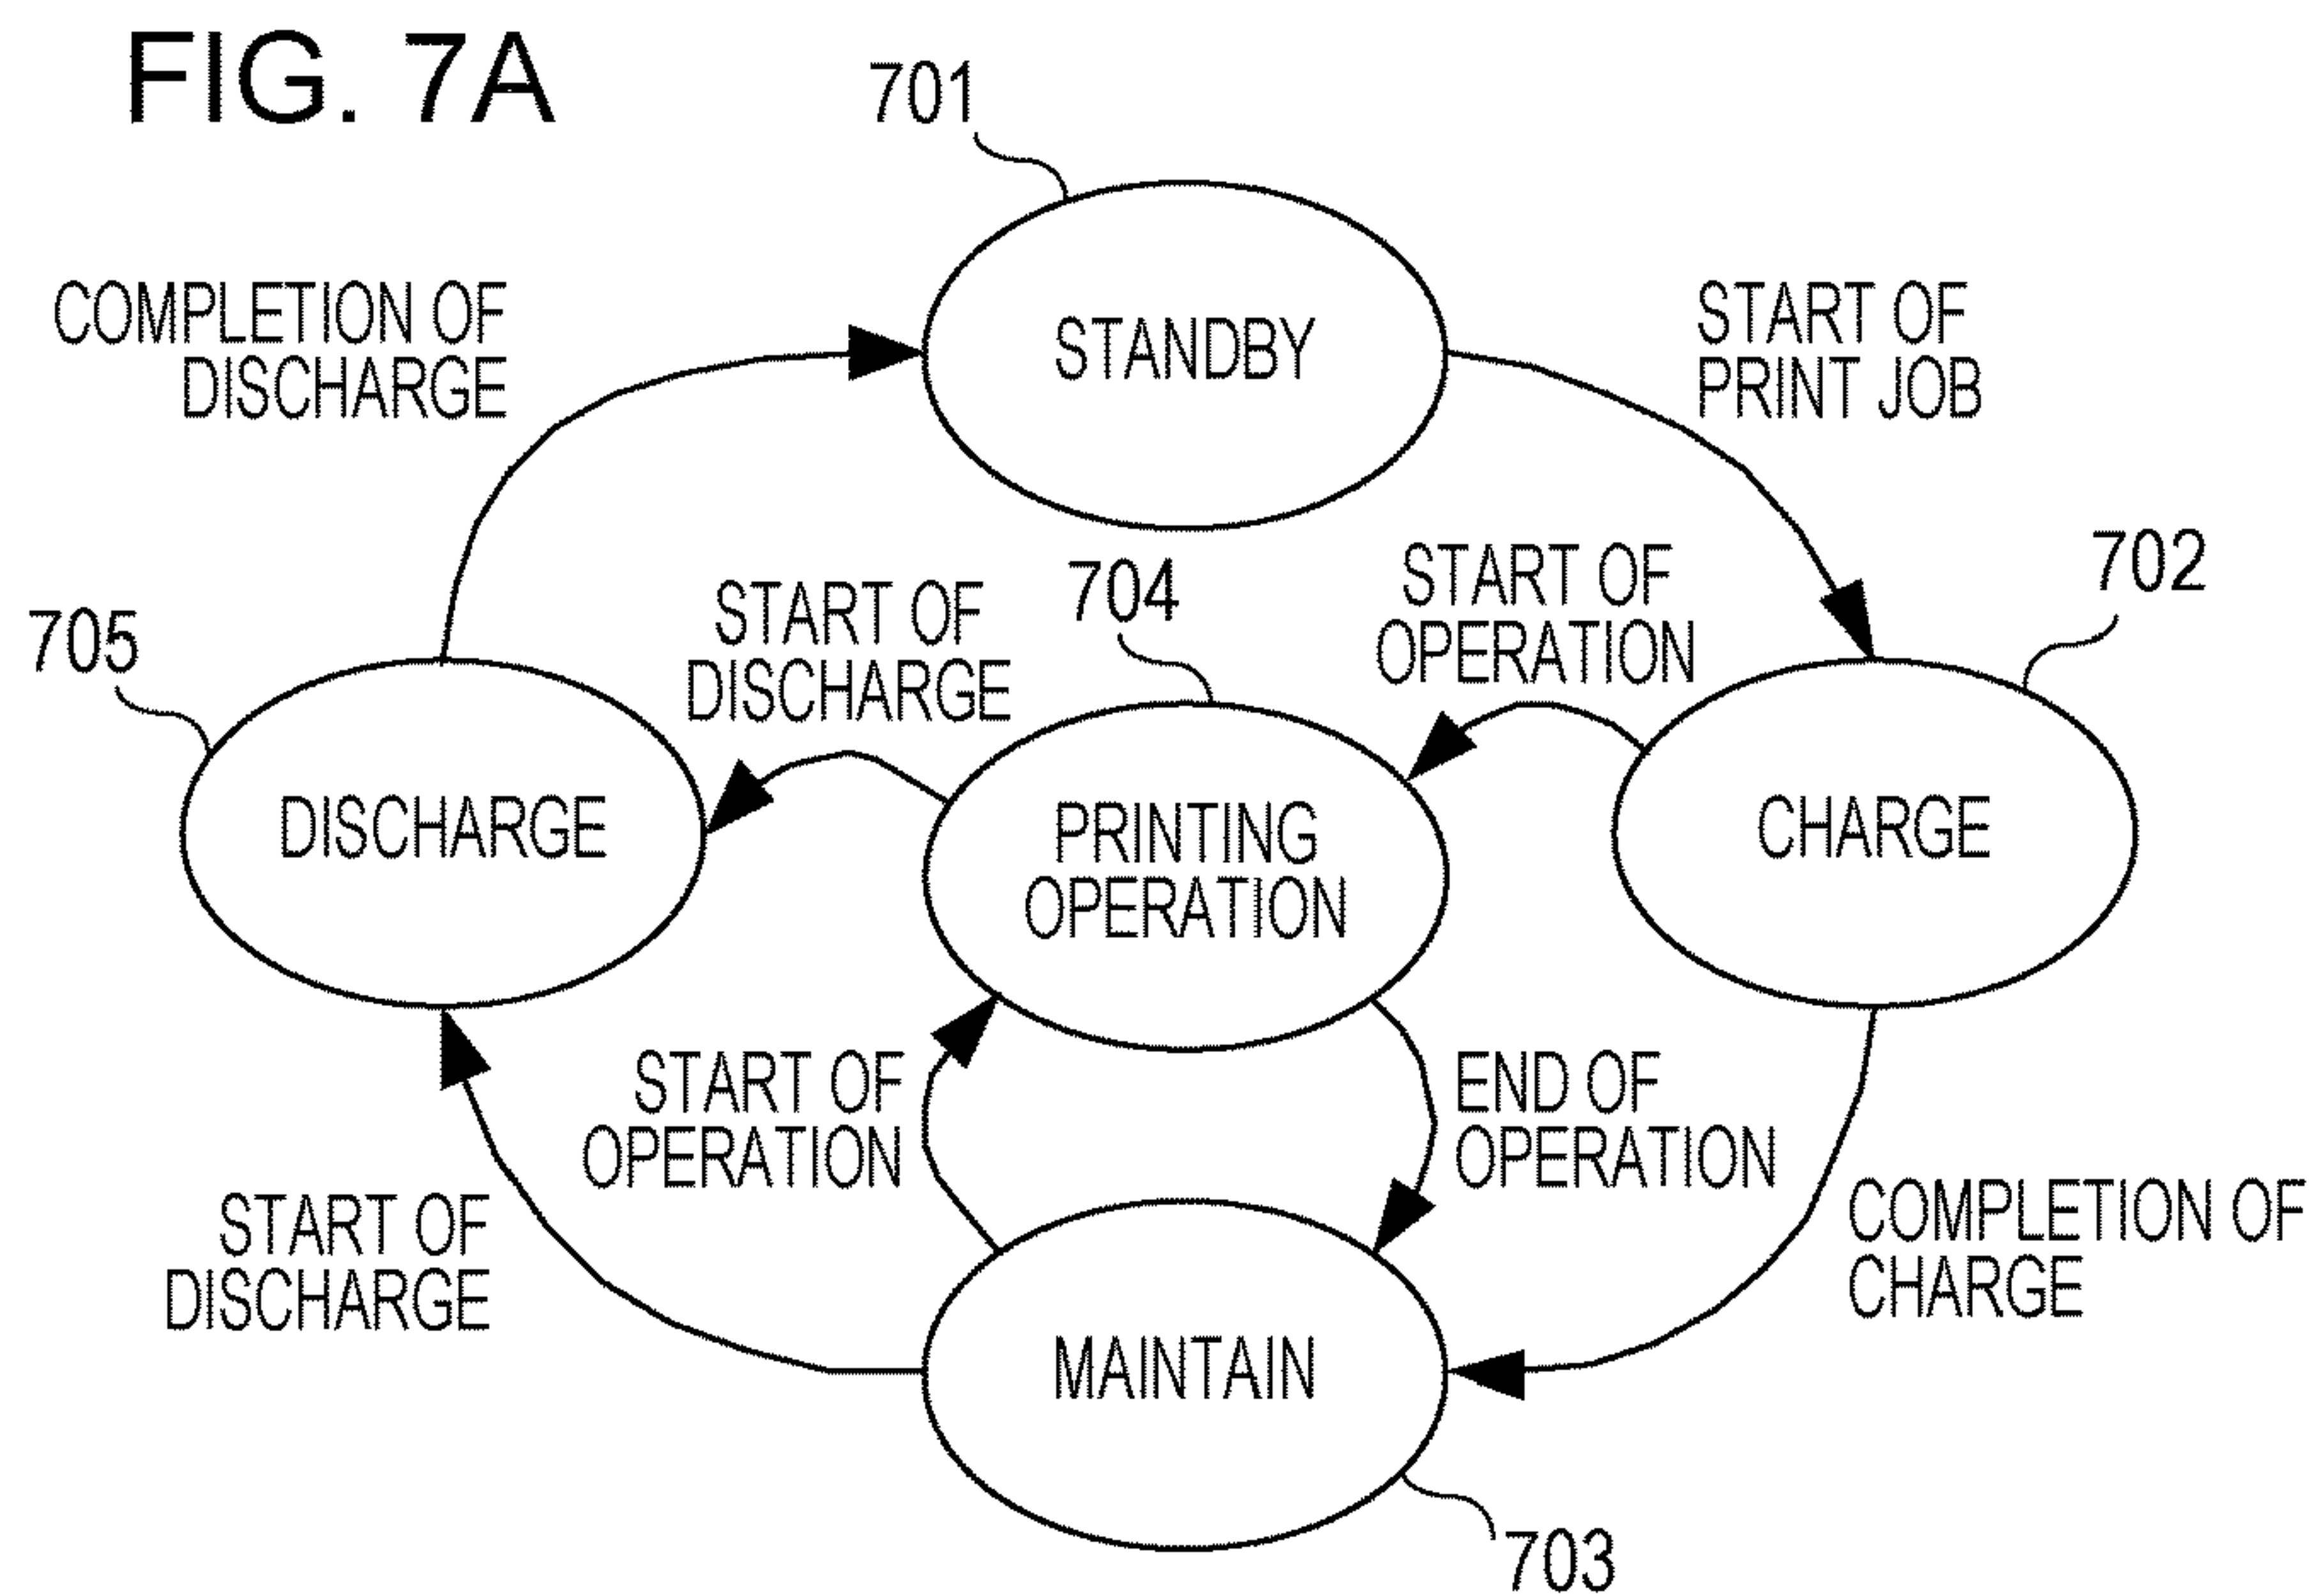 FIG. 7A
701
STANDBY
COMPLETION OF
DISCHARGE
START OF
PRINT JOB
702
START OF
OPERATION
704
START OF
DISCHARGE
705
DISCHARGE
PRINTING
OPERATION
CHARGE
START OF
OPERATION
END OF
OPERATION
START OF
DISCHARGE
COMPLETION OF
CHARGE
MAINTAIN
703